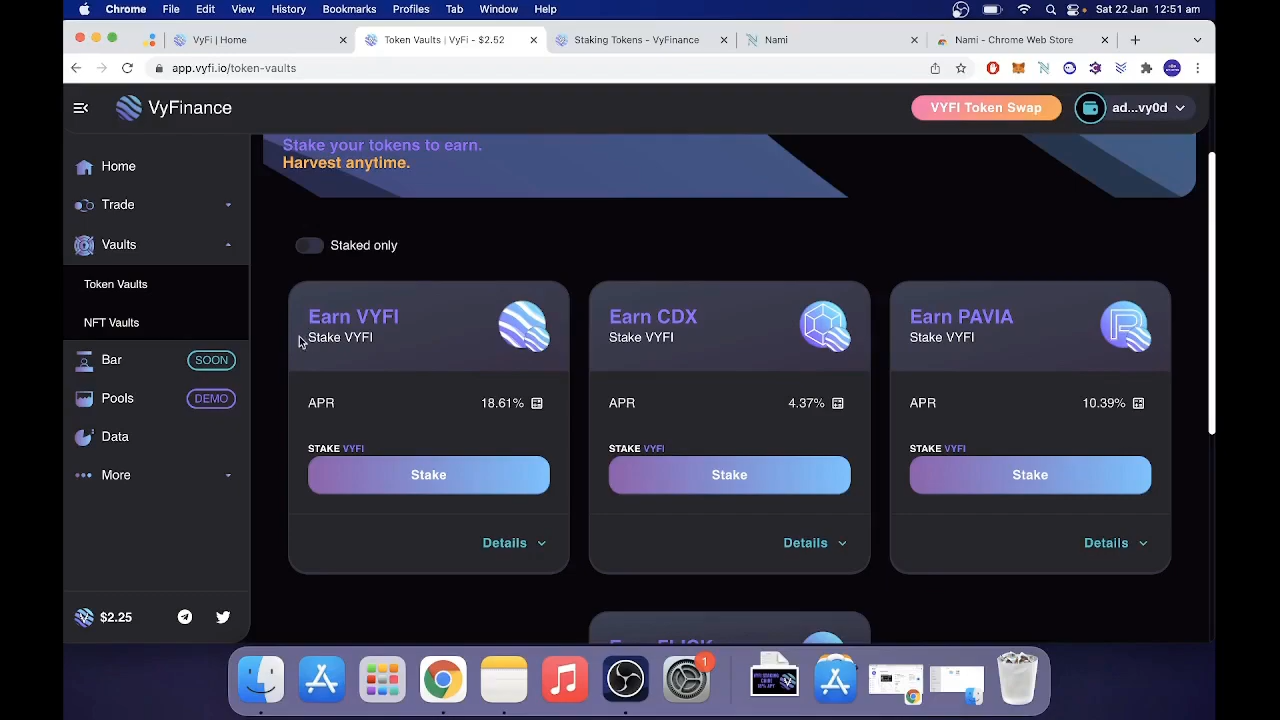 Chrome File Edit View History Bookmarks Profiles Tab Window Help Sat 22 Jan 12:51 am
VyFi | Home
Token Vaults | VyFi - $2.52
Staking Tokens - VyFinance
Nami
Nami - Chrome Web Store
app.vyfi.io/token-vaults
VyFinance
VYFI Token Swap
ad...vy0d
Home
Trade
Vaults
Token Vaults
NFT Vaults
Bar SOON
Pools DEMO
Data
More
$2.25
Stake your tokens to earn.
Harvest anytime.
Staked only
Earn VYFI
Stake VYFI
APR 18.61%
STAKE VYFI
Stake
Details
Earn CDX
Stake VYFI
APR 4.37%
STAKE VYFI
Stake
Details
Earn PAVIA
Stake VYFI
APR 10.39%
STAKE VYFI
Stake
Details
Earn FLICK
1